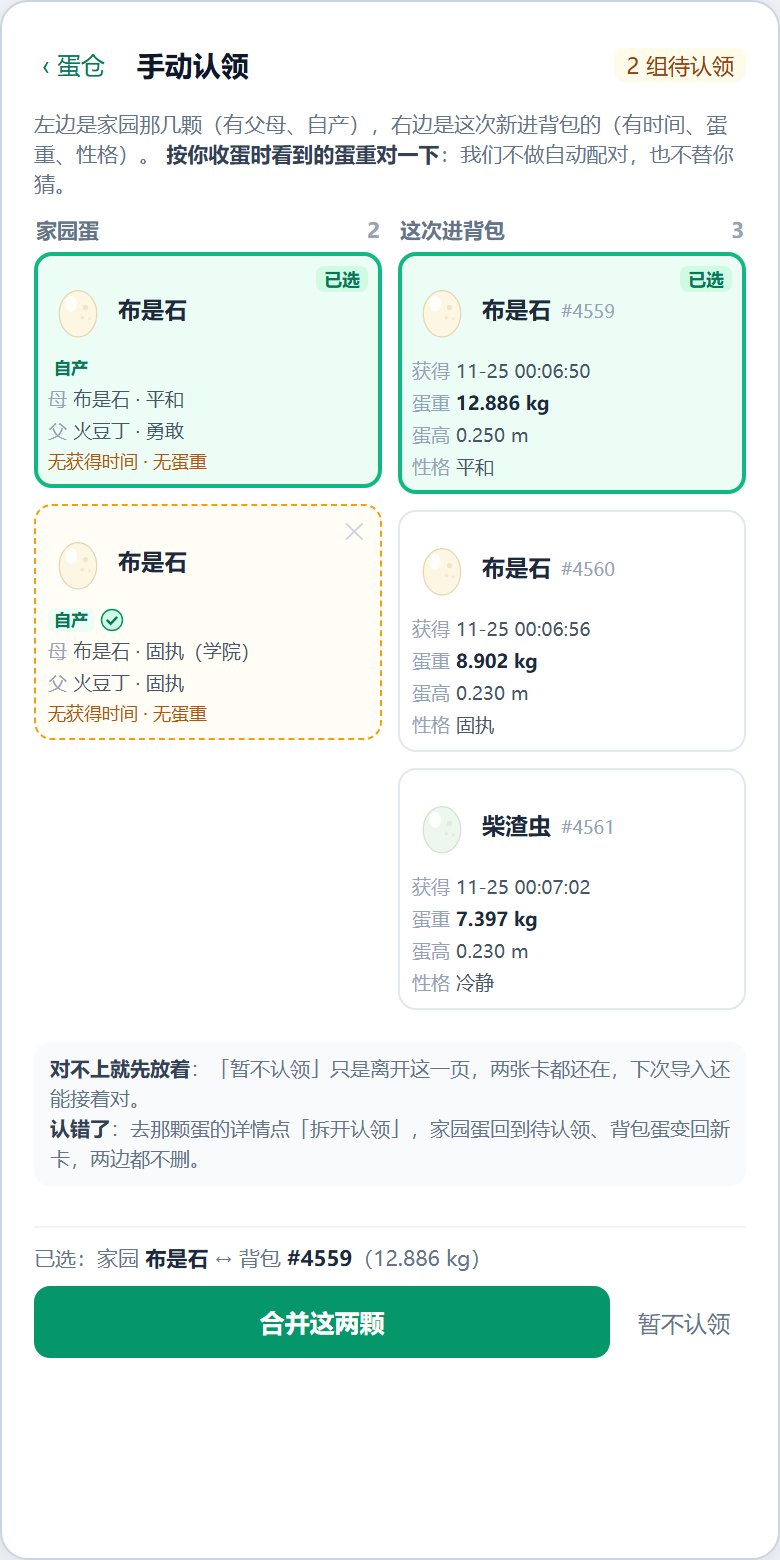 ‹ 蛋仓 手动认领 2 组待认领
左边是家园那几颗（有父母、自产），右边是这次新进背包的（有时间、蛋
重、性格）。 按你收蛋时看到的蛋重对一下：我们不做自动配对，也不替你
猜。
家园蛋 2
已选
布是石
自产
母 布是石 · 平和
父 火豆丁 · 勇敢
无获得时间 · 无蛋重
布是石
自产
母 布是石 · 固执（学院）
父 火豆丁 · 固执
无获得时间 · 无蛋重
这次进背包 3
已选
布是石 #4559
获得 11-25 00:06:50
蛋重 12.886 kg
蛋高 0.250 m
性格 平和
布是石 #4560
获得 11-25 00:06:56
蛋重 8.902 kg
蛋高 0.230 m
性格 固执
柴渣虫 #4561
获得 11-25 00:07:02
蛋重 7.397 kg
蛋高 0.230 m
性格 冷静
对不上就先放着：「暂不认领」只是离开这一页，两张卡都还在，下次导入还
能接着对。
认错了：去那颗蛋的详情点「拆开认领」，家园蛋回到待认领、背包蛋变回新
卡，两边都不删。
已选：家园 布是石 ↔ 背包 #4559（12.886 kg）
合并这两颗 暂不认领